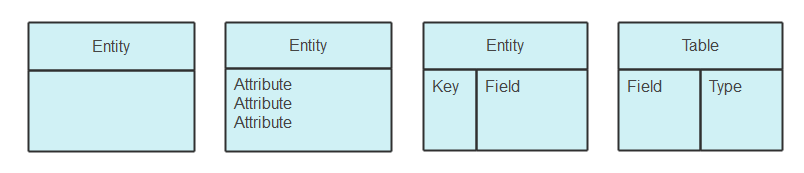 Entity
Entity
Attribute
Attribute
Attribute
Entity
Key
Field
Table
Field
Type